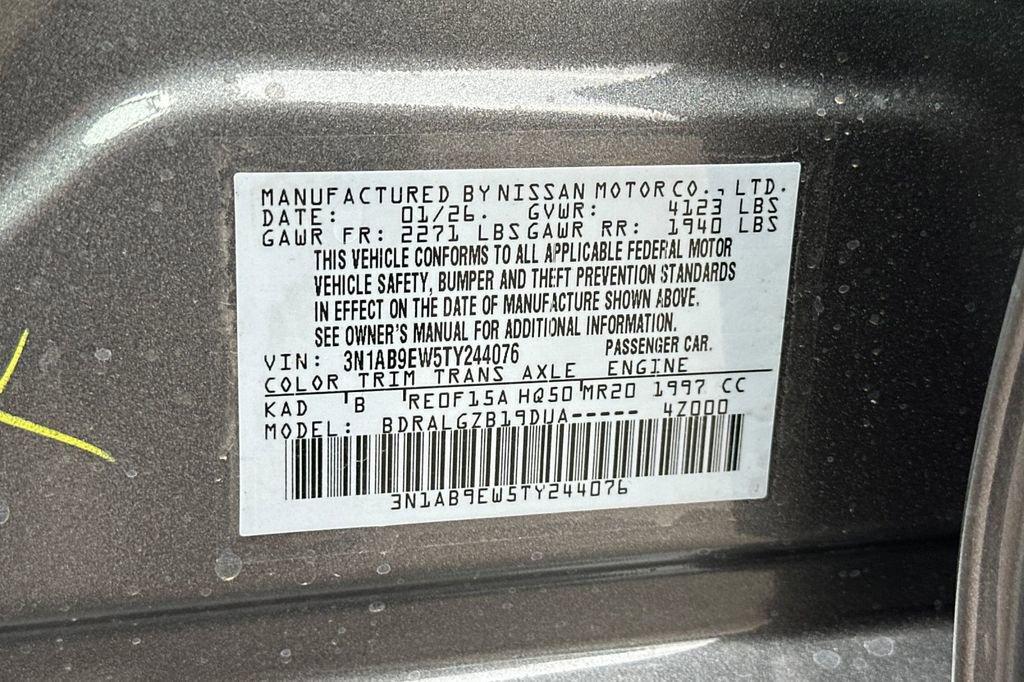 MANUFACTURED BY NISSAN MOTOR CO., LTD.
DATE: 01/26. GVWR: 4123 LBS
GAWR FR: 2271 LBS GAWR RR: 1940 LBS
THIS VEHICLE CONFORMS TO ALL APPLICABLE FEDERAL MOTOR
VEHICLE SAFETY, BUMPER AND THEFT PREVENTION STANDARDS
IN EFFECT ON THE DATE OF MANUFACTURE SHOWN ABOVE.
SEE OWNER'S MANUAL FOR ADDITIONAL INFORMATION.
VIN: 3N1AB9EW5TY244076 PASSENGER CAR.
COLOR TRIM TRANS AXLE ENGINE
KAD B RE0F15A HQ50 MR20 1997 CC
MODEL: BDRALGZB19DUA----- 4Z000
3N1AB9EW5TY244076